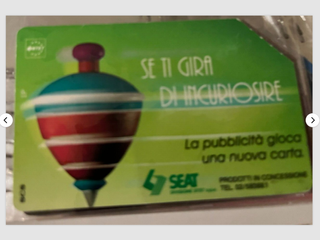 SE TI GIRA
DI INCURIOSIRE
La pubblicità gioca
una nuova carta.
SEAT
PRODOTTI IN CONCESSIONE